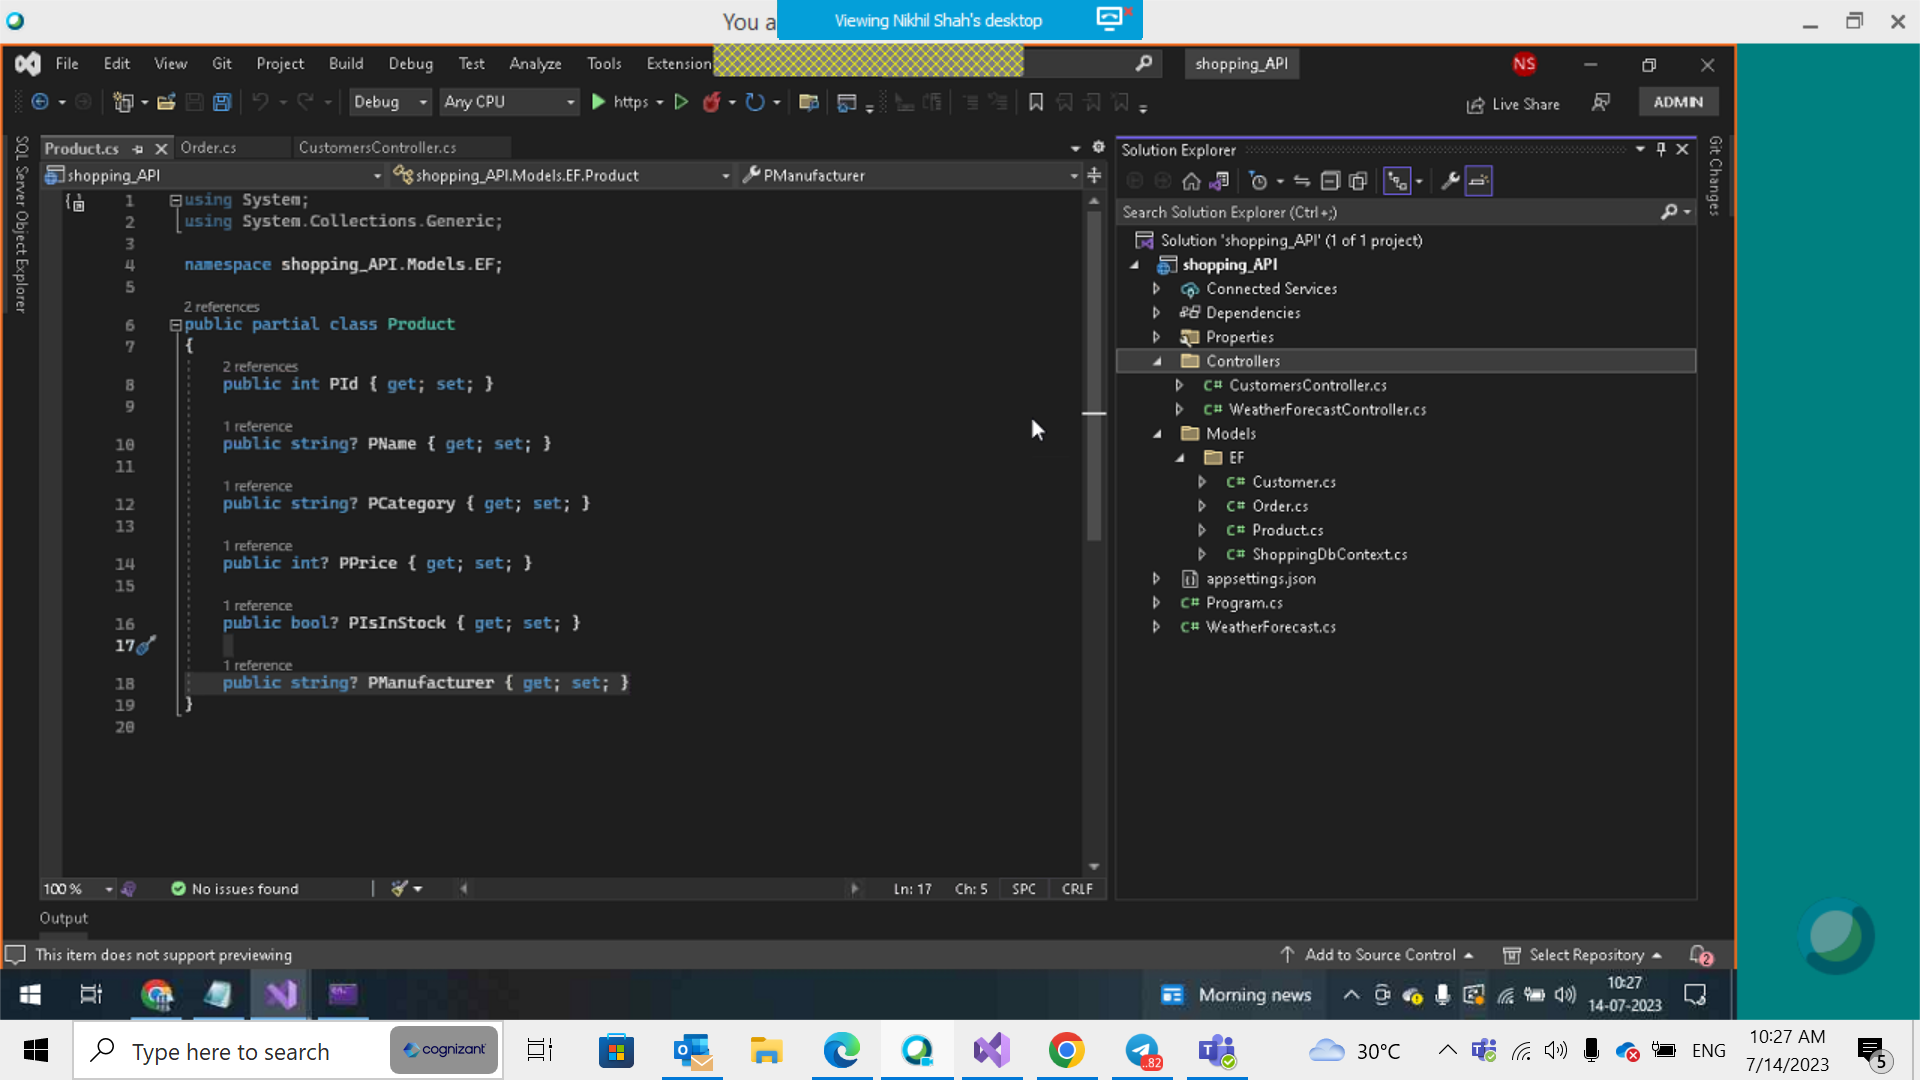 You a
Viewing Nikhil Shah's desktop
File Edit View Git Project Build Debug Test Analyze Tools Extension
shopping_API
NS
Debug Any CPU https
Live Share
ADMIN
SQL Server Object Explorer
Product.cs Order.cs CustomersController.cs
shopping_API shopping_API.Models.EF.Product PManufacturer
1 using System;
2 using System.Collections.Generic;
3
4 namespace shopping_API.Models.EF;
5
2 references
6 public partial class Product
7 {
2 references
8 public int PId { get; set; }
9
1 reference
10 public string? PName { get; set; }
11
1 reference
12 public string? PCategory { get; set; }
13
1 reference
14 public int? PPrice { get; set; }
15
1 reference
16 public bool? PIsInStock { get; set; }
17
1 reference
18 public string? PManufacturer { get; set; }
19 }
20
100 % No issues found Ln: 17 Ch: 5 SPC CRLF
Output
Solution Explorer
Search Solution Explorer (Ctrl+;)
Solution 'shopping_API' (1 of 1 project)
shopping_API
Connected Services
Dependencies
Properties
Controllers
C# CustomersController.cs
C# WeatherForecastController.cs
Models
EF
C# Customer.cs
C# Order.cs
C# Product.cs
C# ShoppingDbContext.cs
appsettings.json
C# Program.cs
C# WeatherForecast.cs
Git Changes
This item does not support previewing
Add to Source Control Select Repository 2
Morning news
10:27
14-07-2023
Type here to search
cognizant
..82
30°C
ENG
10:27 AM
7/14/2023
5